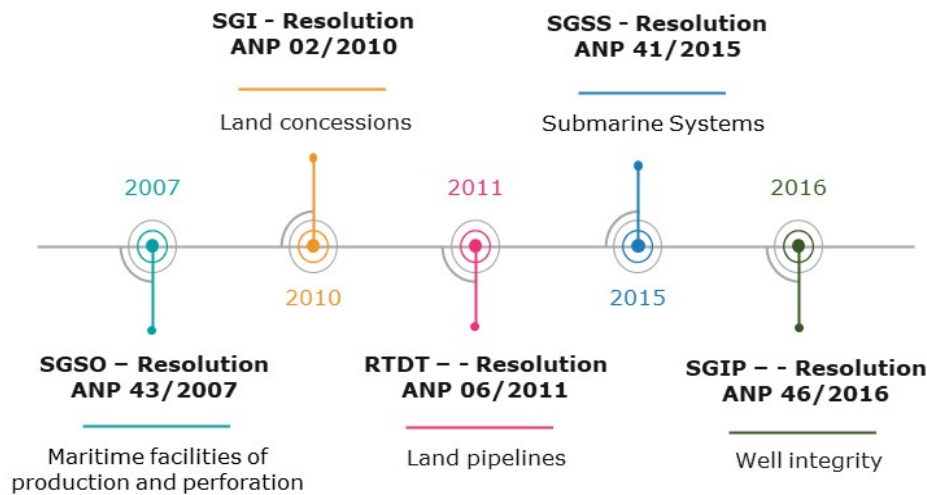 SGI - Resolution
ANP 02/2010
Land concessions
SGSS - Resolution
ANP 41/2015
Submarine Systems
2007
2011
2016
2010
2015
SGSO – Resolution
ANP 43/2007
Maritime facilities of
production and perforation
RTDT – - Resolution
ANP 06/2011
Land pipelines
SGIP – - Resolution
ANP 46/2016
Well integrity